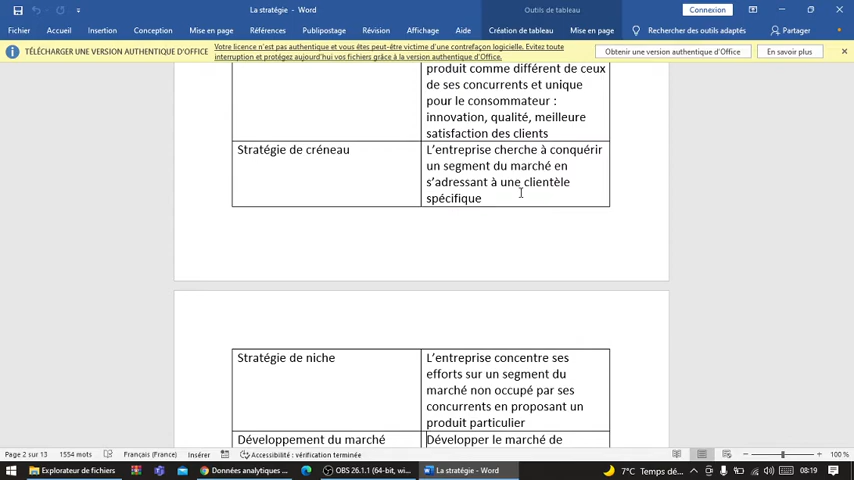 La stratégie - Word
Outils de tableau
Connexion
Fichier Accueil Insertion Conception Mise en page Références Publipostage Révision Affichage Aide Création de tableau Mise en page Rechercher des outils adaptés Partager
TÉLÉCHARGER UNE VERSION AUTHENTIQUE D'OFFICE
Votre licence n'est pas authentique et vous êtes peut-être victime d'une contrefaçon logicielle. Évitez toute
interruption et protégez aujourd'hui vos fichiers grâce à la version authentique d'Office.
Obtenir une version authentique d'Office
En savoir plus
produit comme différent de ceux
de ses concurrents et unique
pour le consommateur :
innovation, qualité, meilleure
satisfaction des clients
Stratégie de créneau
L'entreprise cherche à conquérir
un segment du marché en
s'adressant à une clientèle
spécifique
Stratégie de niche
L'entreprise concentre ses
efforts sur un segment du
marché non occupé par ses
concurrents en proposant un
produit particulier
Développement du marché
Développer le marché de
Page 2 sur 13 1554 mots Français (France) Insérer Accessibilité : vérification terminée 100 %
Explorateur de fichiers Données analytiques ... OBS 26.1.1 (64-bit, wi... La stratégie - Word 7°C Temps dé... 08:19